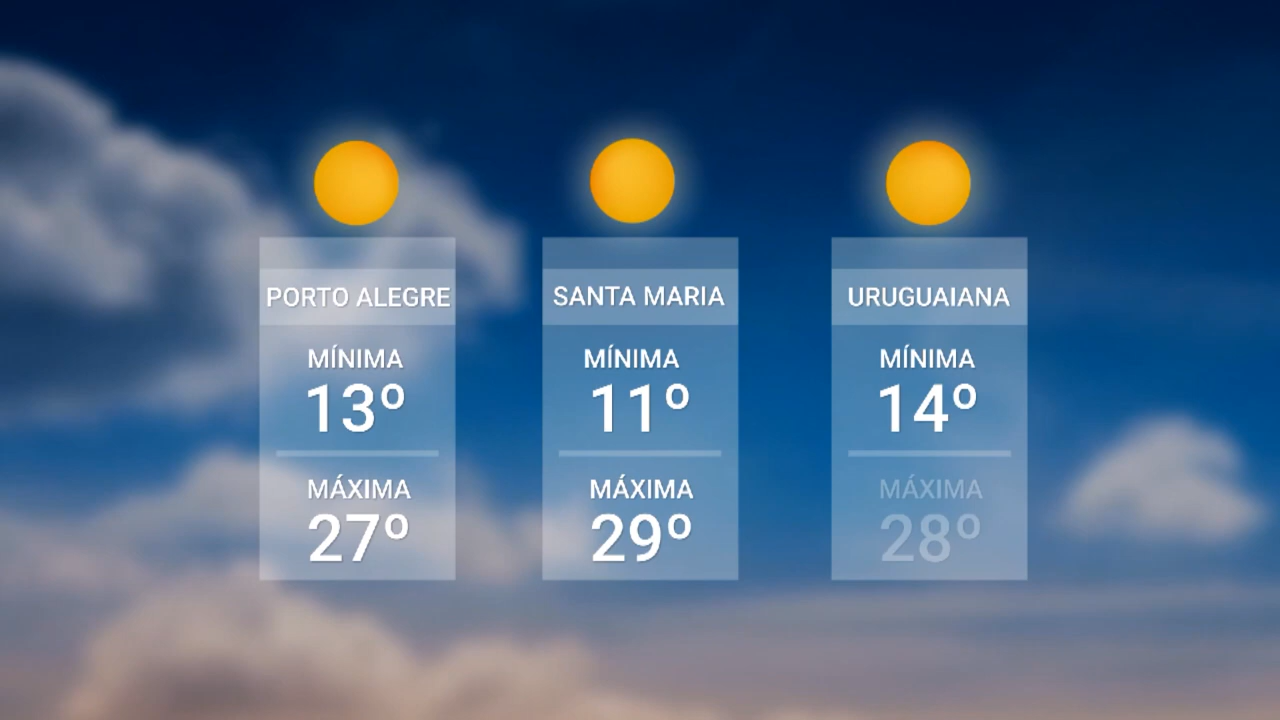 PORTO ALEGRE
MÍNIMA
13º
MÁXIMA
27º
SANTA MARIA
MÍNIMA
11º
MÁXIMA
29º
URUGUAIANA
MÍNIMA
14º
MÁXIMA
28º